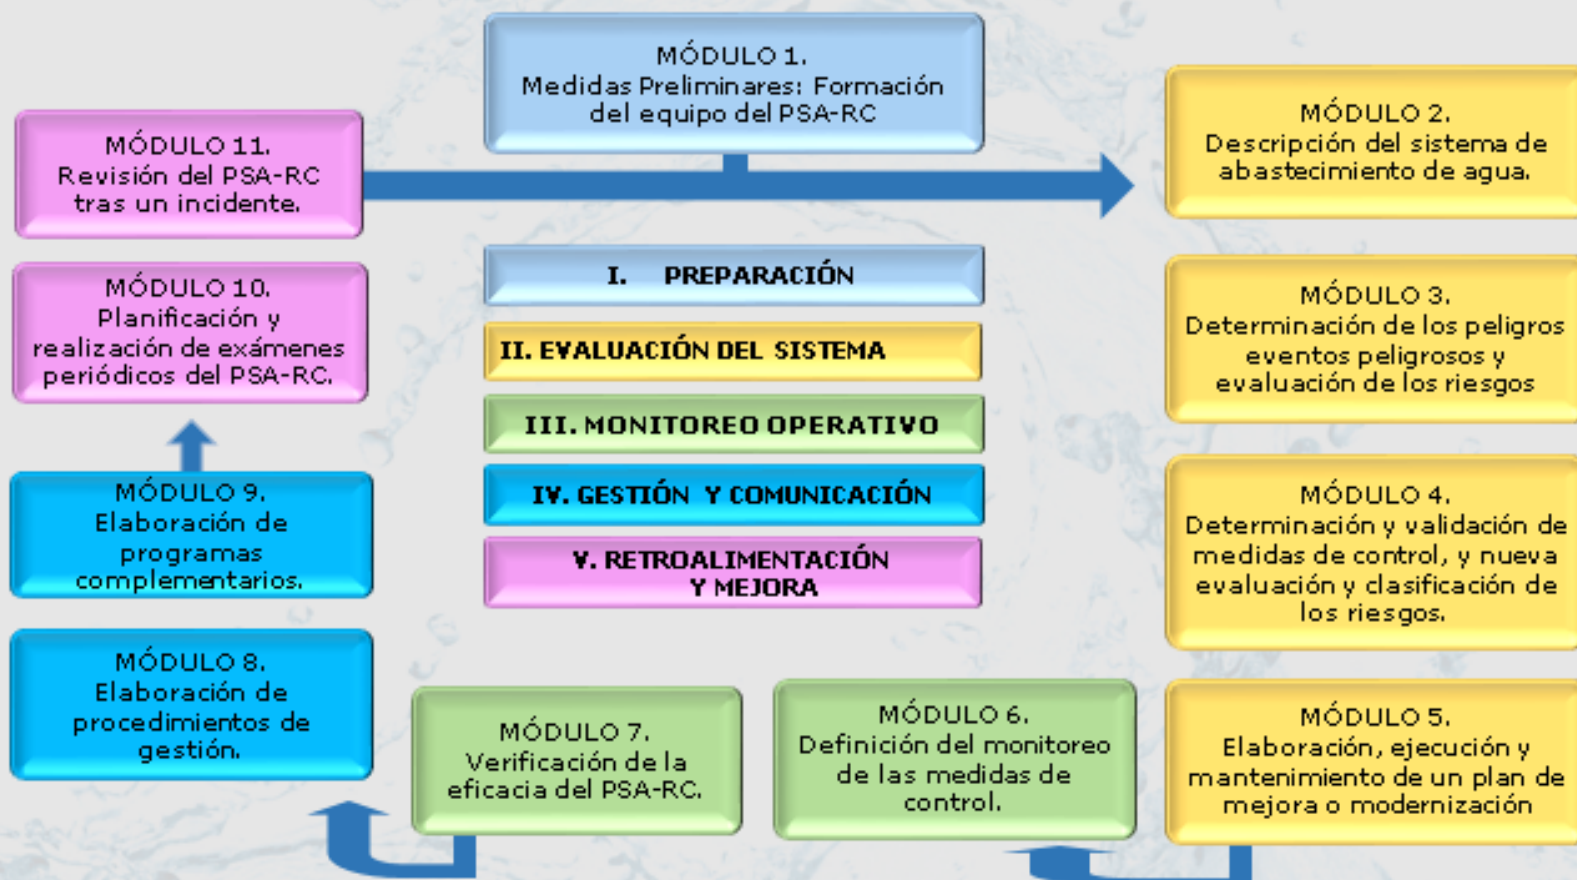 MÓDULO 1.
Medidas Preliminares: Formación
del equipo del PSA-RC
MÓDULO 2.
Descripción del sistema de
abastecimiento de agua.
MÓDULO 3.
Determinación de los peligros
eventos peligrosos y
evaluación de los riesgos
MÓDULO 4.
Determinación y validación de
medidas de control, y nueva
evaluación y clasificación de
los riesgos.
MÓDULO 5.
Elaboración, ejecución y
mantenimiento de un plan de
mejora o modernización
MÓDULO 6.
Definición del monitoreo
de las medidas de
control.
MÓDULO 7.
Verificación de la
eficacia del PSA-RC.
MÓDULO 8.
Elaboración de
procedimientos de
gestión.
MÓDULO 9.
Elaboración de
programas
complementarios.
MÓDULO 10.
Planificación y
realización de exámenes
periódicos del PSA-RC.
MÓDULO 11.
Revisión del PSA-RC
tras un incidente.
I. PREPARACIÓN
II. EVALUACIÓN DEL SISTEMA
III. MONITOREO OPERATIVO
IV. GESTIÓN Y COMUNICACIÓN
V. RETROALIMENTACIÓN
Y MEJORA